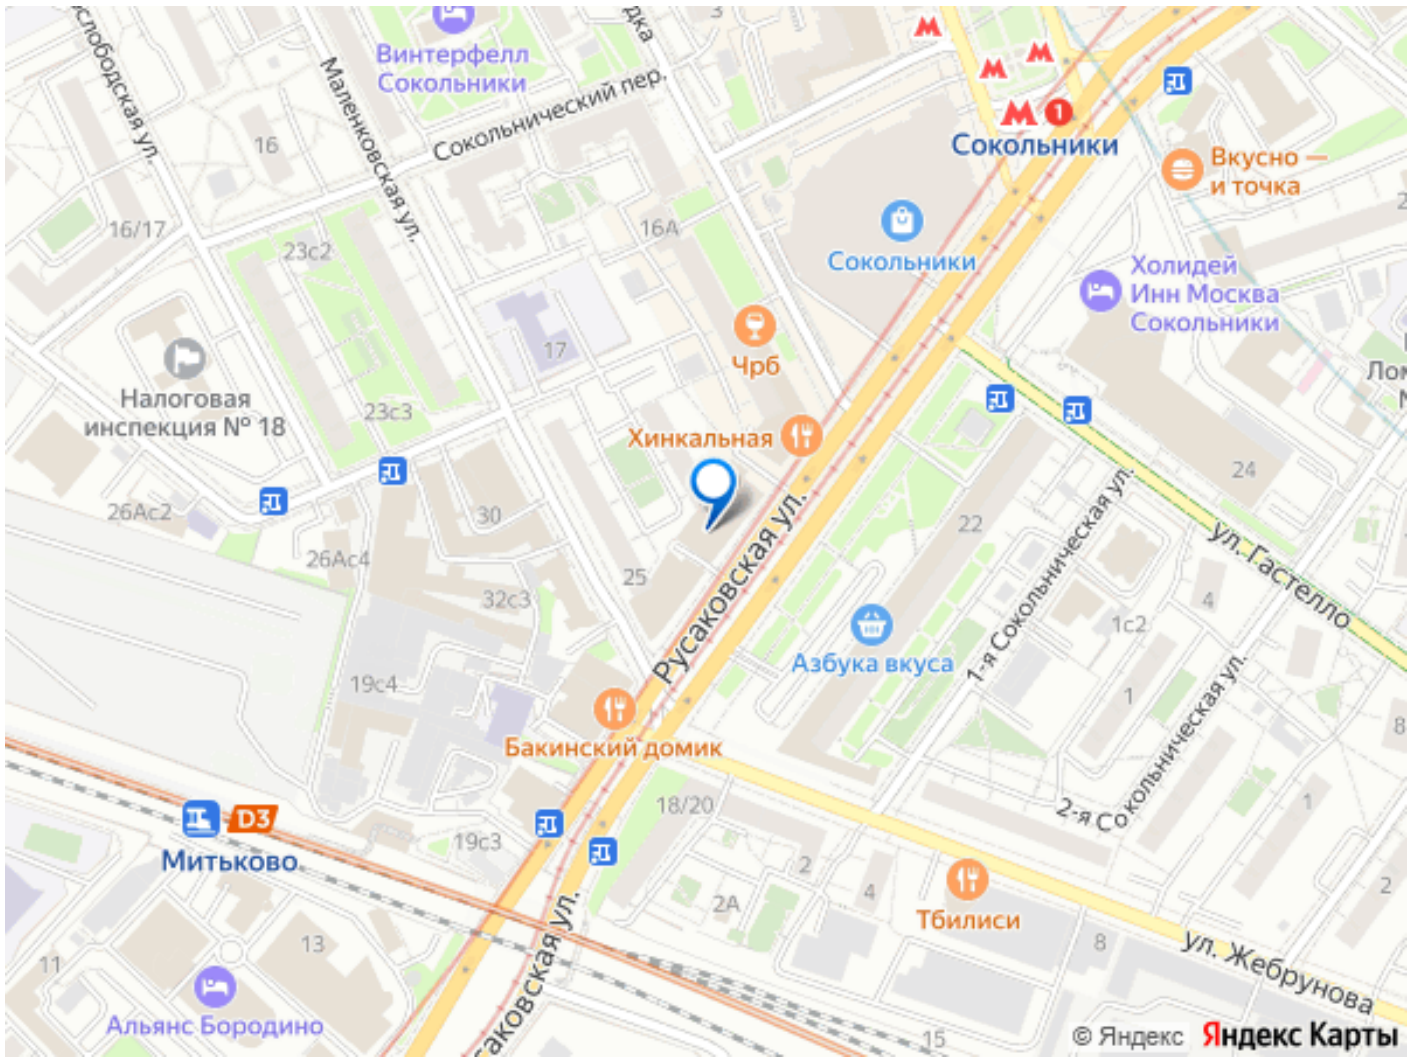 3
Винтерфелл
Сокольники
Сокольнический пер.
Маленковская ул.
16
16/17
23с2
16А
Сокольники
1
Вкусно —
и точка
Сокольники
Холидей
Инн Москва
Сокольники
17
Чрб
Налоговая
инспекция № 18
23с3
Хинкальная
24
26Ас2
30
22
26Ас4
25
Русаковская ул.
ул. Гастелло
1-я Сокольническая ул.
32с3
4
1с2
Азбука вкуса
19с4
1
2-я Сокольническая ул.
8
Бакинский домик
18/20
1
D3
Митьково
19с3
2
4
2А
Тбилиси
2
13
11
8
ул. Жебрунова
Альянс Бородино
15
© Яндекс
Яндекс Карты